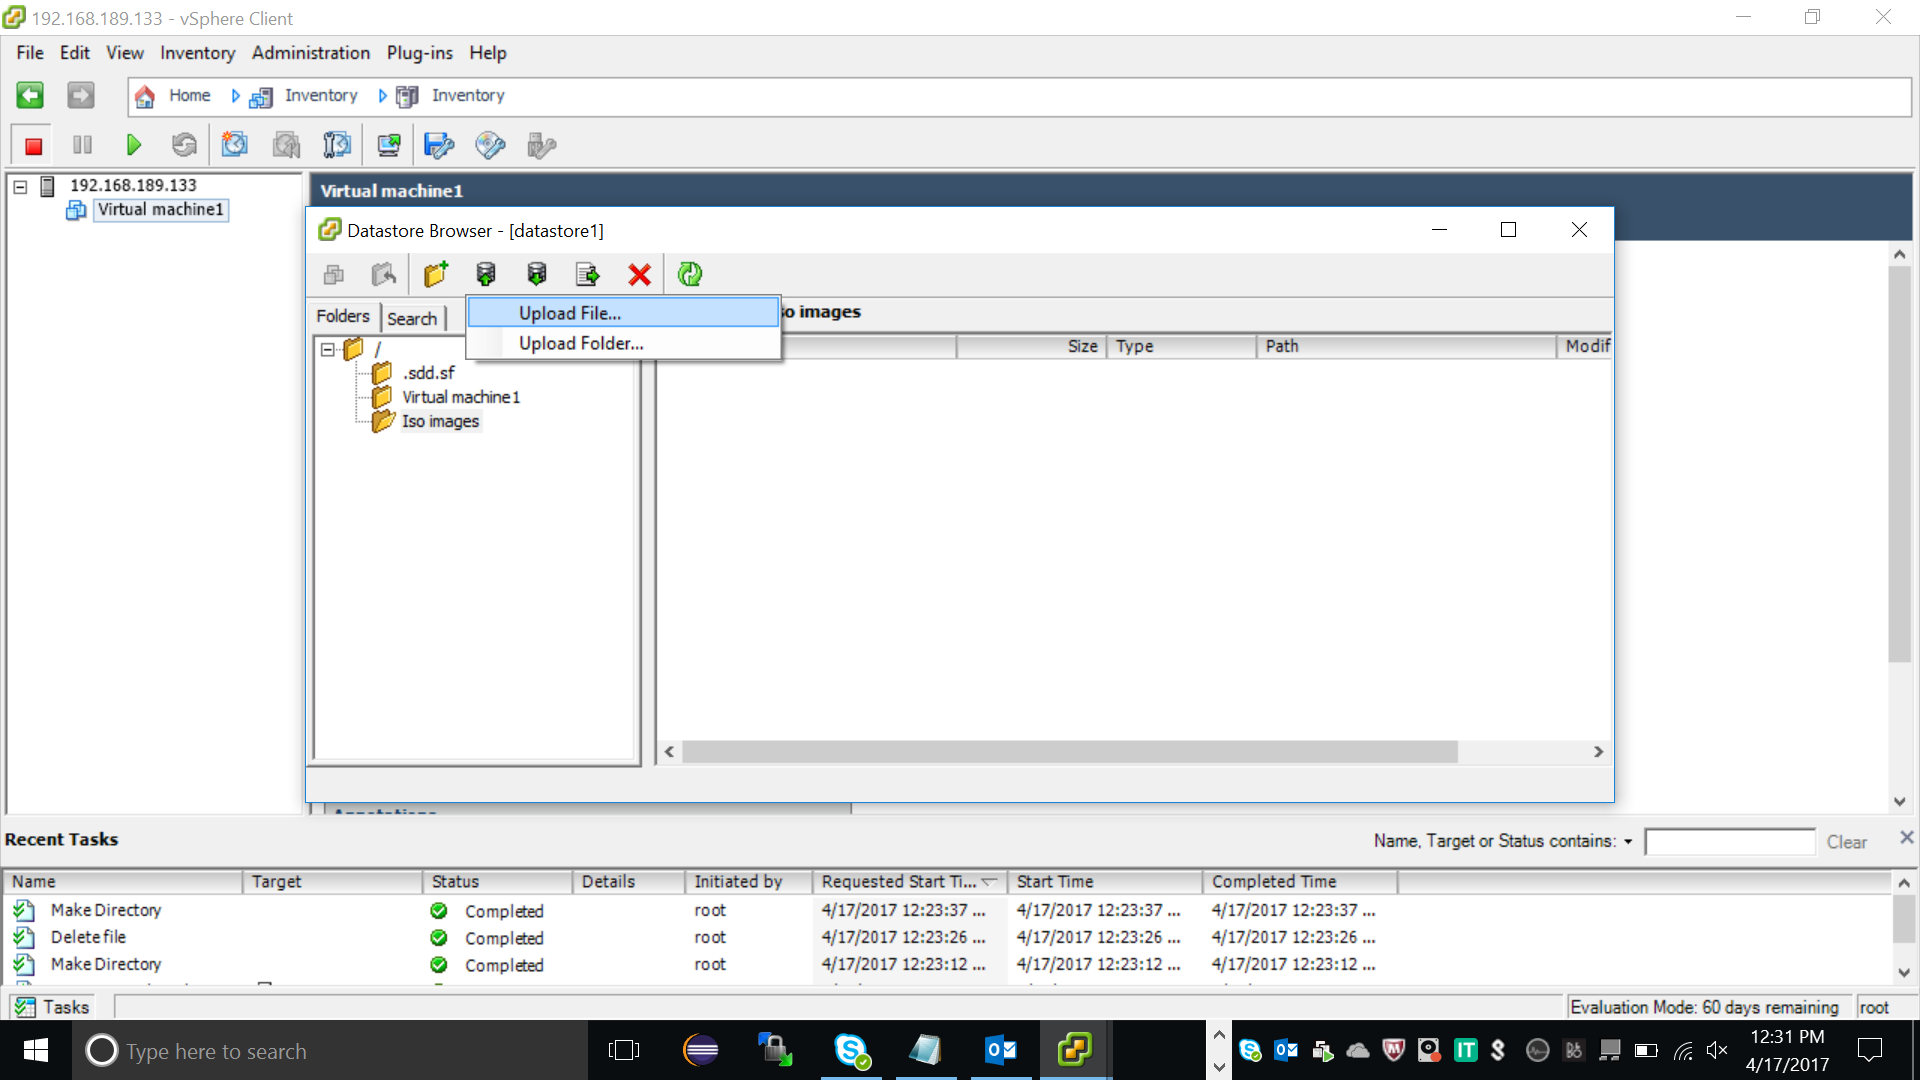 192.168.189.133 - vSphere Client
File Edit View Inventory Administration Plug-ins Help
Home Inventory Inventory
192.168.189.133
Virtual machine1
Virtual machine1
Datastore Browser - [datastore1]
Folders Search
Upload File...
Upload Folder...
so images
Size Type Path Modif
/
.sdd.sf
Virtual machine1
Iso images
Annotations
Recent Tasks
Name, Target or Status contains: Clear
Name Target Status Details Initiated by Requested Start Ti... Start Time Completed Time
Make Directory Completed root 4/17/2017 12:23:37 ... 4/17/2017 12:23:37 ... 4/17/2017 12:23:37 ...
Delete file Completed root 4/17/2017 12:23:26 ... 4/17/2017 12:23:26 ... 4/17/2017 12:23:26 ...
Make Directory Completed root 4/17/2017 12:23:12 ... 4/17/2017 12:23:12 ... 4/17/2017 12:23:12 ...
Tasks
Evaluation Mode: 60 days remaining root
Type here to search
12:31 PM
4/17/2017